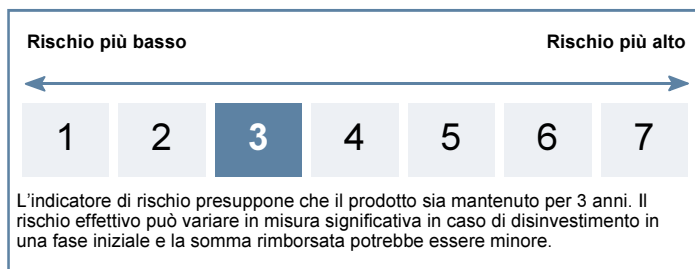 Rischio più basso Rischio più alto
1 2 3 4 5 6 7
L'indicatore di rischio presuppone che il prodotto sia mantenuto per 3 anni. Il
rischio effettivo può variare in misura significativa in caso di disinvestimento in
una fase iniziale e la somma rimborsata potrebbe essere minore.